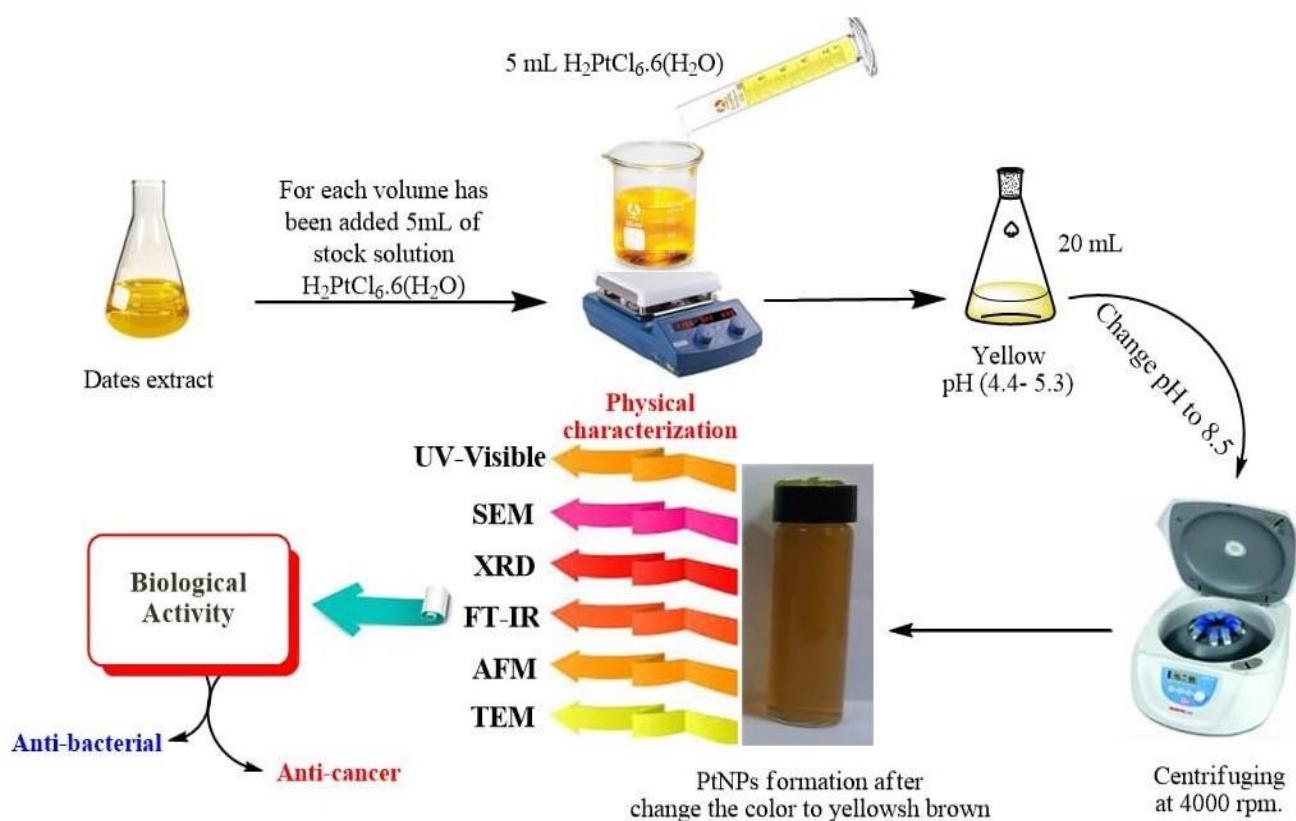 5 mL H₂PtCl₆.6(H₂O)
For each volume has
been added 5mL of
stock solution
H₂PtCl₆.6(H₂O)
Dates extract
20 mL
Yellow
pH (4.4- 5.3)
Change pH to 8.5
Physical
characterization
UV-Visible
SEM
XRD
FT-IR
AFM
TEM
Biological
Activity
Anti-bacterial
Anti-cancer
PtNPs formation after
change the color to yellowsh brown
Centrifuging
at 4000 rpm.